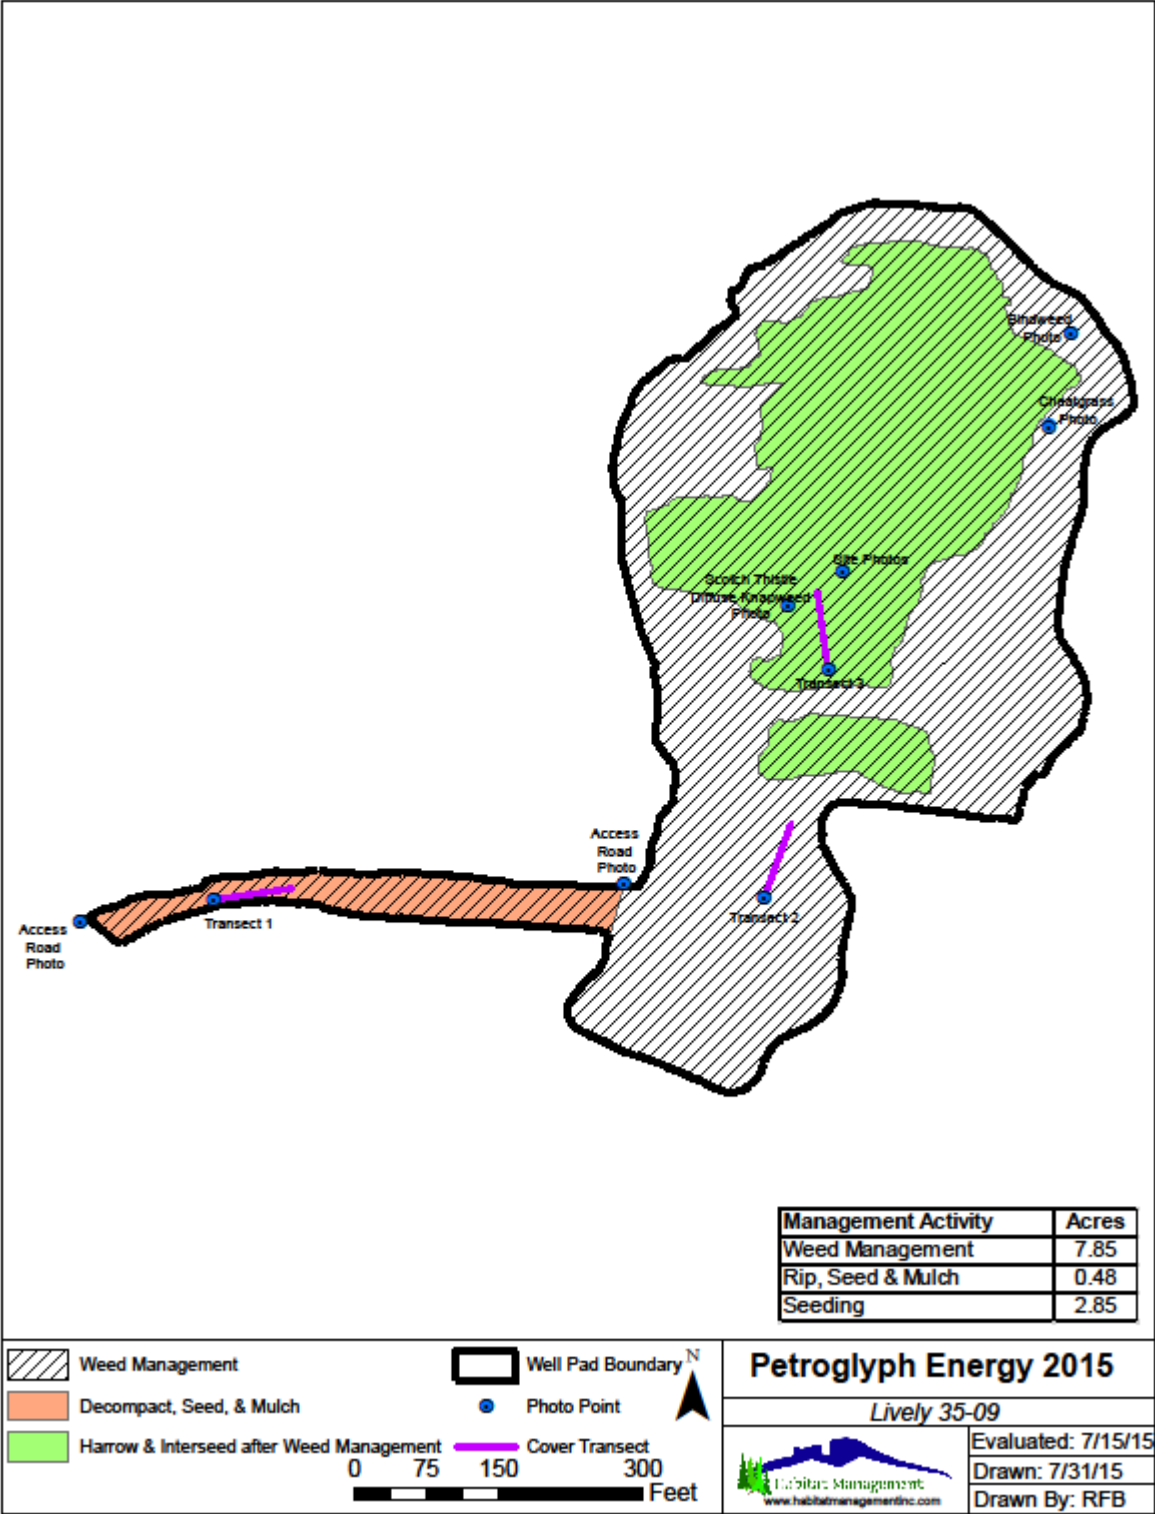 Bindweed
Photo
Cheatgrass
Photo
Site Photos
Scotch Thistle
Diffuse Knapweed
Photo
Transect 3
Access
Road
Photo
Transect 2
Transect 1
Access
Road
Photo
Management Activity Acres
Weed Management 7.85
Rip, Seed & Mulch 0.48
Seeding 2.85
Weed Management
Decompact, Seed, & Mulch
Harrow & Interseed after Weed Management
Well Pad Boundary
Photo Point
Cover Transect
N
0 75 150 300
Feet
Petroglyph Energy 2015
Lively 35-09
Habitat Management
www.habitatmanagementinc.com
Evaluated: 7/15/15
Drawn: 7/31/15
Drawn By: RFB